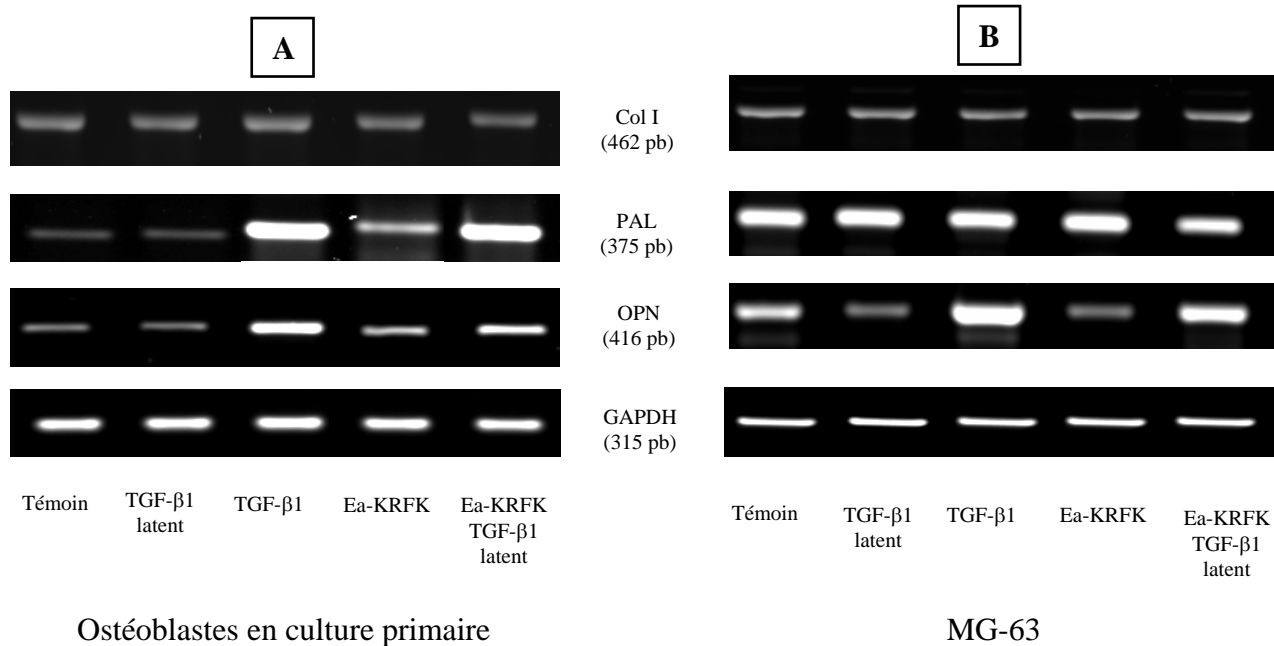 A
B
Col I
(462 pb)
PAL
(375 pb)
OPN
(416 pb)
GAPDH
(315 pb)
Témoin
TGF-β1
latent
TGF-β1
Ea-KRFK
Ea-KRFK
TGF-β1
latent
Témoin
TGF-β1
latent
TGF-β1
Ea-KRFK
Ea-KRFK
TGF-β1
latent
Ostéoblastes en culture primaire
MG-63